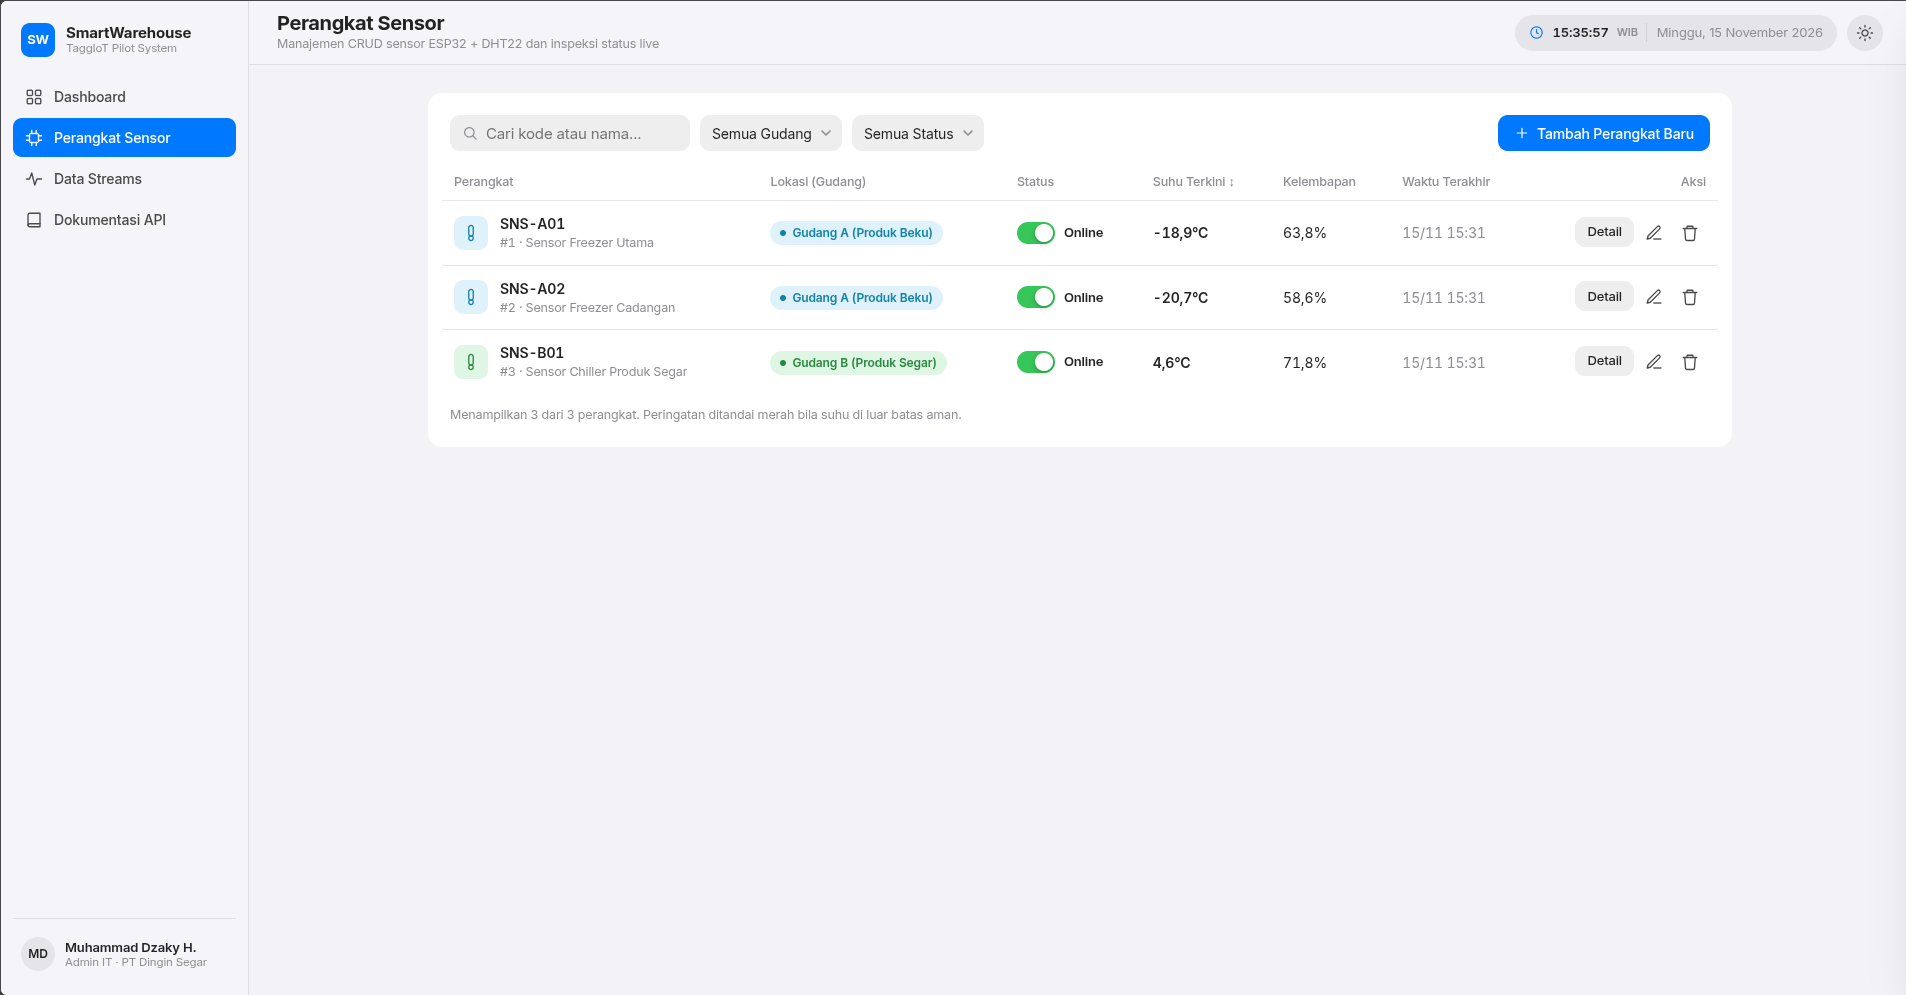 SW
SmartWarehouse
TaggIoT Pilot System
Dashboard
Perangkat Sensor
Data Streams
Dokumentasi API
MD
Muhammad Dzaky H.
Admin IT · PT Dingin Segar
Perangkat Sensor
Manajemen CRUD sensor ESP32 + DHT22 dan inspeksi status live
15:35:57 WIB Minggu, 15 November 2026
Cari kode atau nama... Semua Gudang Semua Status + Tambah Perangkat Baru
Perangkat Lokasi (Gudang) Status Suhu Terkini ↕ Kelembapan Waktu Terakhir Aksi
SNS-A01
#1 · Sensor Freezer Utama
Gudang A (Produk Beku) Online -18,9°C 63,8% 15/11 15:31 Detail
SNS-A02
#2 · Sensor Freezer Cadangan
Gudang A (Produk Beku) Online -20,7°C 58,6% 15/11 15:31 Detail
SNS-B01
#3 · Sensor Chiller Produk Segar
Gudang B (Produk Segar) Online 4,6°C 71,8% 15/11 15:31 Detail
Menampilkan 3 dari 3 perangkat. Peringatan ditandai merah bila suhu di luar batas aman.